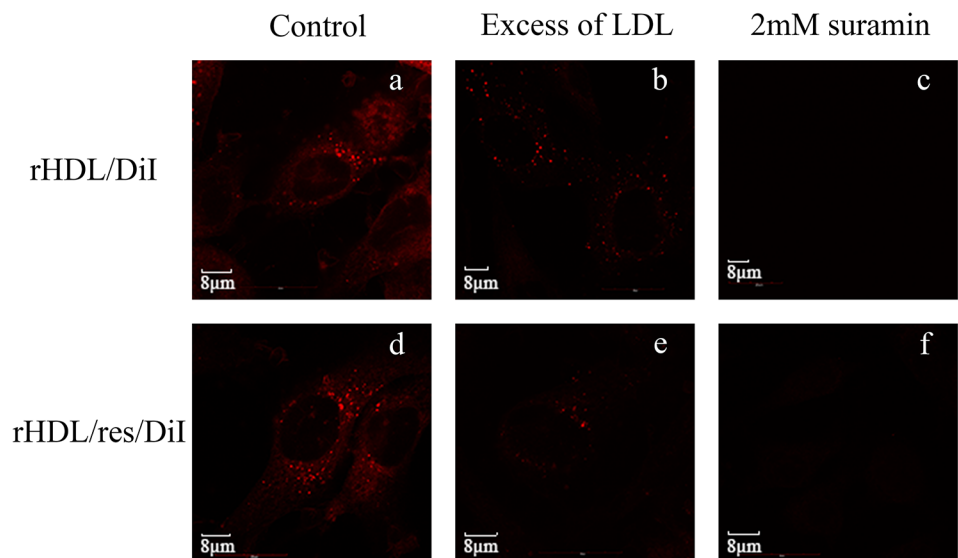 Control
Excess of LDL
2mM suramin
rHDL/DiI
a
8μm
b
8μm
c
8μm
rHDL/res/DiI
d
8μm
e
8μm
f
8μm